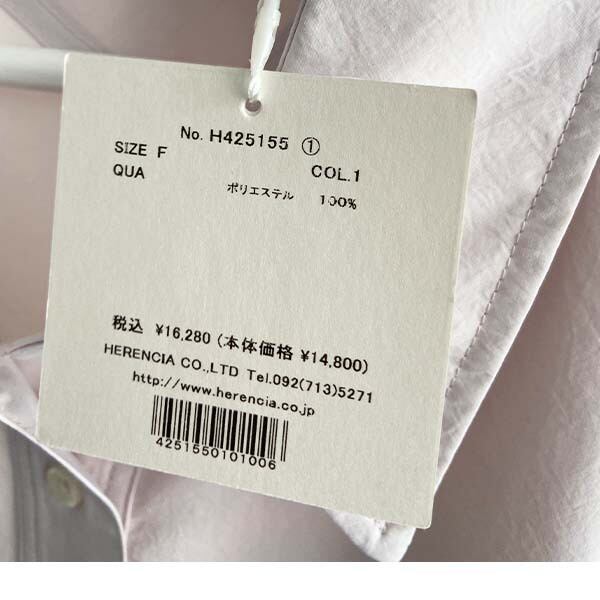 No. H425155 ①
SIZE F COL.1
QUA
ポリエステル 100%
税込 ¥16,280 (本体価格 ¥14,800)
HERENCIA CO.,LTD Tel.092(713)5271
http://www.herencia.co.jp
4251550101006